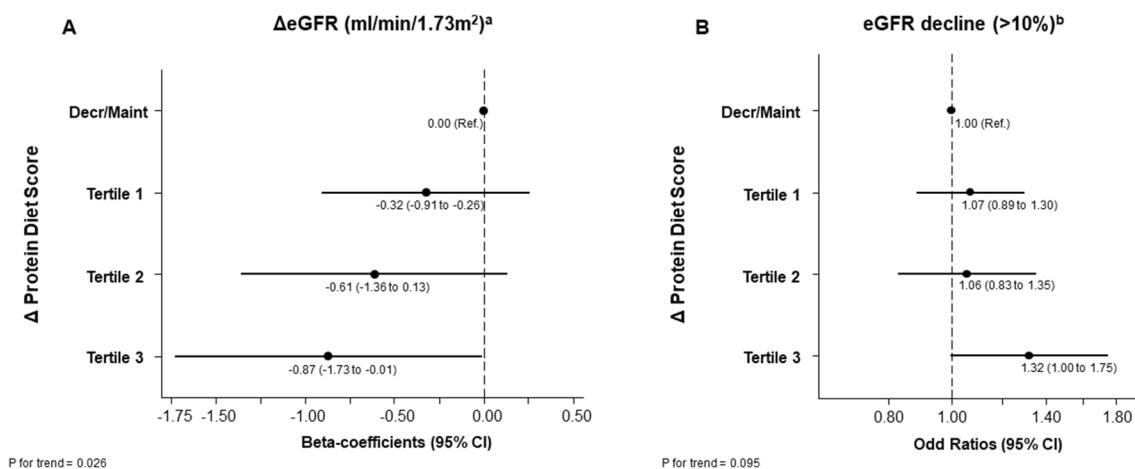 A
ΔeGFR (ml/min/1.73m²)ᵃ
Δ Protein Diet Score
Decr/Maint
0.00 (Ref.)
Tertile 1
-0.32 (-0.91 to -0.26)
Tertile 2
-0.61 (-1.36 to 0.13)
Tertile 3
-0.87 (-1.73 to -0.01)
-1.75 -1.50 -1.00 -0.50 0.00 0.50
Beta-coefficients (95% CI)
P for trend = 0.026
B
eGFR decline (>10%)ᵇ
Δ Protein Diet Score
Decr/Maint
1.00 (Ref.)
Tertile 1
1.07 (0.89 to 1.30)
Tertile 2
1.06 (0.83 to 1.35)
Tertile 3
1.32 (1.00 to 1.75)
0.80 1.00 1.40 1.80
Odd Ratios (95% CI)
P for trend = 0.095